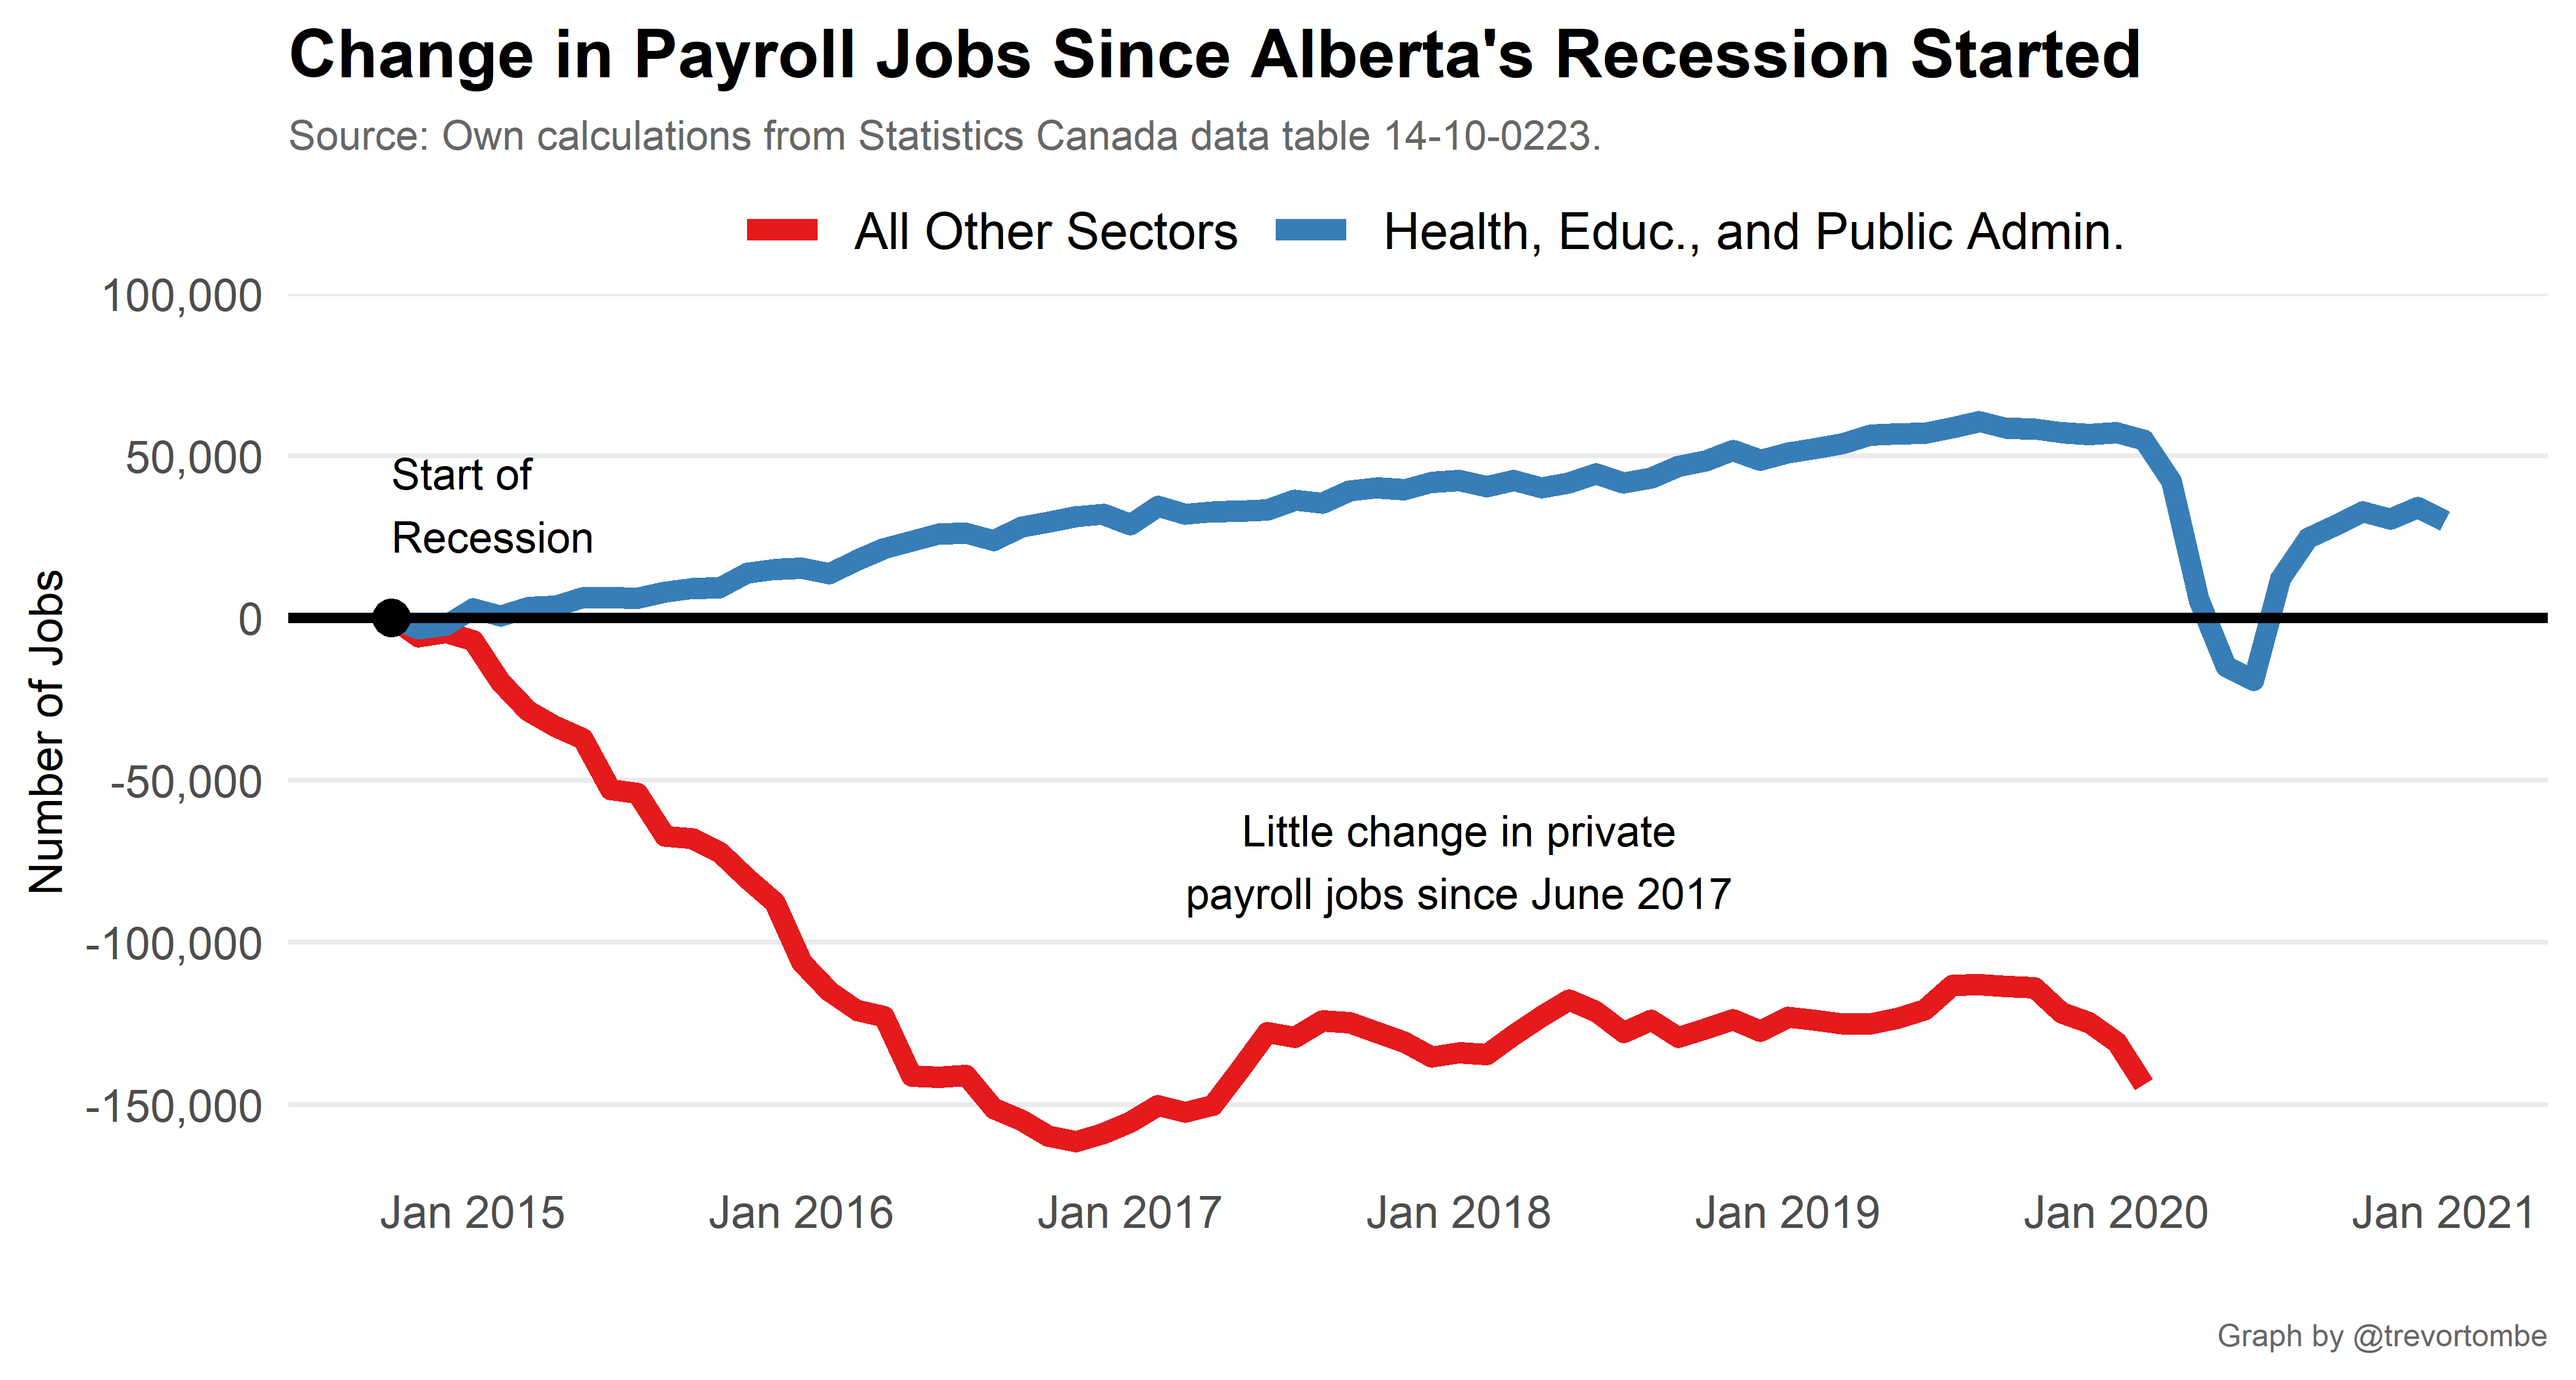 Change in Payroll Jobs Since Alberta's Recession Started
Source: Own calculations from Statistics Canada data table 14-10-0223.
All Other Sectors
Health, Educ., and Public Admin.
Number of Jobs
100,000
50,000
0
-50,000
-100,000
-150,000
Start of
Recession
Little change in private
payroll jobs since June 2017
Jan 2015
Jan 2016
Jan 2017
Jan 2018
Jan 2019
Jan 2020
Jan 2021
Graph by @trevortombe